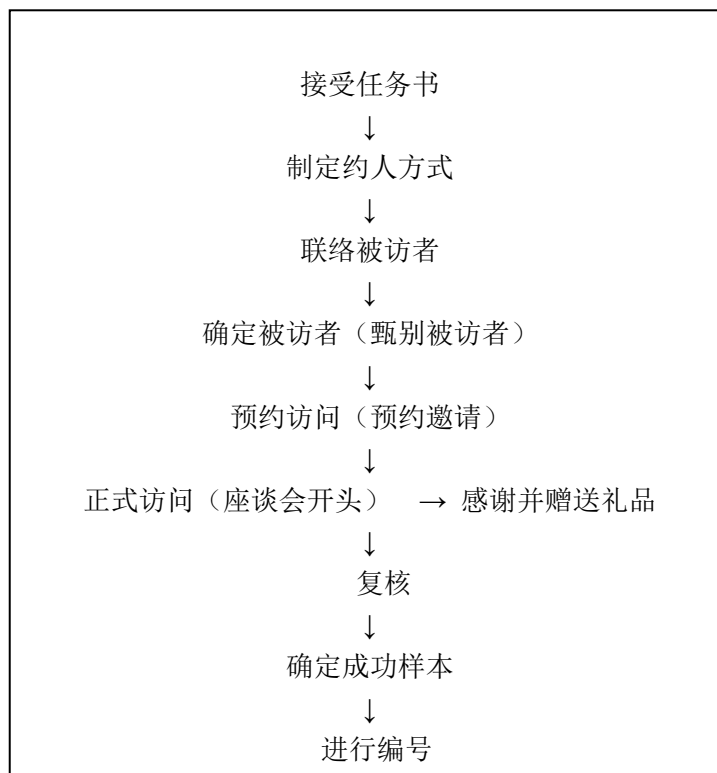 接受任务书
↓
制定约人方式
↓
联络被访者
↓
确定被访者（甄别被访者）
↓
预约访问（预约邀请）
↓
正式访问（座谈会开头） → 感谢并赠送礼品
↓
复核
↓
确定成功样本
↓
进行编号